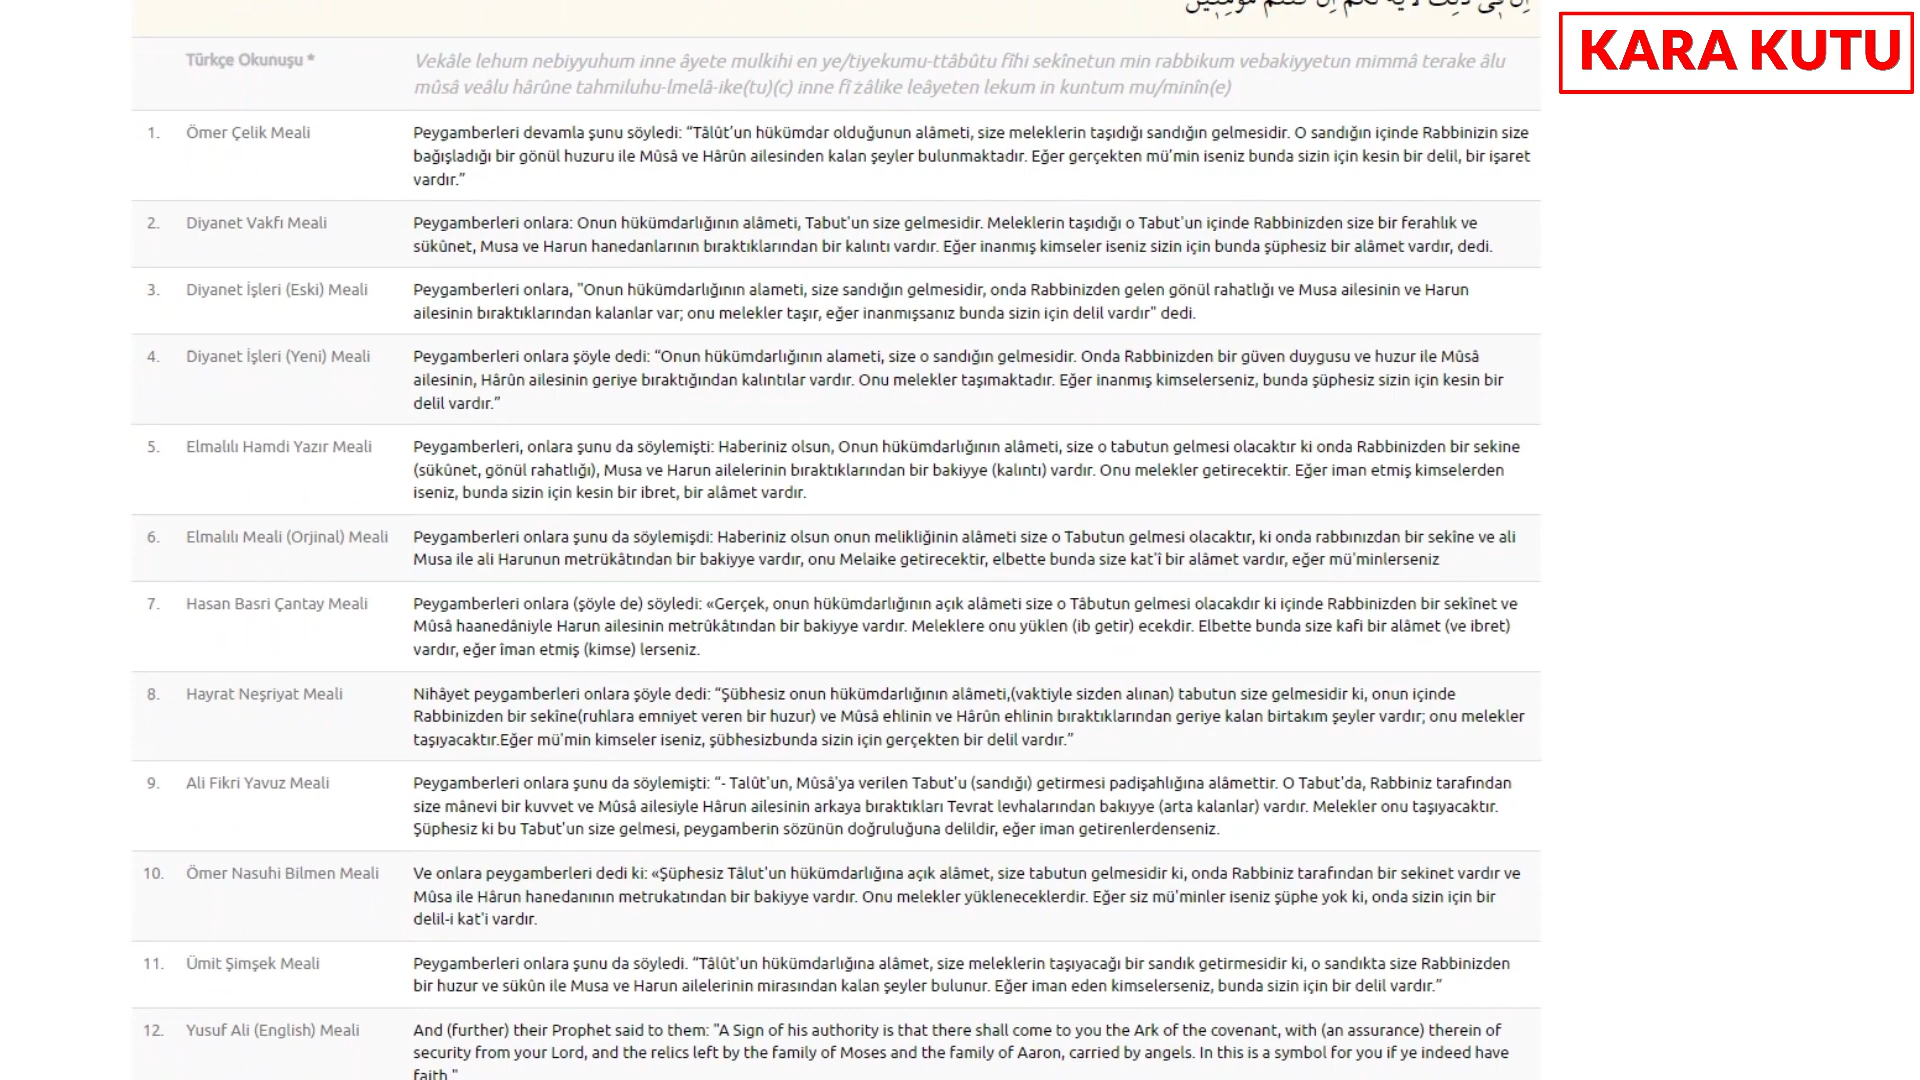 KARA KUTU
Türkçe Okunuşu *
Vekâle lehum nebiyyuhum inne âyete mulkihi en ye/tiyekumu-ttâbûtu fîhi sekînetun min rabbikum vebakiyyetun mimmâ terake âlu
mûsâ veâlu hârûne tahmiluhu-lmelâ-ike(tu)(c) inne fî żâlike leâyeten lekum in kuntum mu/minîn(e)
1. Ömer Çelik Meali
Peygamberleri devamla şunu söyledi: “Tâlût’un hükümdar olduğunun alâmeti, size meleklerin taşıdığı sandığın gelmesidir. O sandığın içinde Rabbinizin size
bağışladığı bir gönül huzuru ile Mûsâ ve Hârûn ailesinden kalan şeyler bulunmaktadır. Eğer gerçekten mü’min iseniz bunda sizin için kesin bir delil, bir işaret
vardır.”
2. Diyanet Vakfı Meali
Peygamberleri onlara: Onun hükümdarlığının alâmeti, Tabut'un size gelmesidir. Meleklerin taşıdığı o Tabut'un içinde Rabbinizden size bir ferahlık ve
sükûnet, Musa ve Harun hanedanlarının bıraktıklarından bir kalıntı vardır. Eğer inanmış kimseler iseniz sizin için bunda şüphesiz bir alâmet vardır, dedi.
3. Diyanet İşleri (Eski) Meali
Peygamberleri onlara, "Onun hükümdarlığının alameti, size sandığın gelmesidir, onda Rabbinizden gelen gönül rahatlığı ve Musa ailesinin ve Harun
ailesinin bıraktıklarından kalanlar var; onu melekler taşır, eğer inanmışsanız bunda sizin için delil vardır" dedi.
4. Diyanet İşleri (Yeni) Meali
Peygamberleri onlara şöyle dedi: “Onun hükümdarlığının alameti, size o sandığın gelmesidir. Onda Rabbinizden bir güven duygusu ve huzur ile Mûsâ
ailesinin, Hârûn ailesinin geriye bıraktığından kalıntılar vardır. Onu melekler taşımaktadır. Eğer inanmış kimselerseniz, bunda şüphesiz sizin için kesin bir
delil vardır.”
5. Elmalılı Hamdi Yazır Meali
Peygamberleri, onlara şunu da söylemişti: Haberiniz olsun, Onun hükümdarlığının alâmeti, size o tabutun gelmesi olacaktır ki onda Rabbinizden bir sekine
(sükûnet, gönül rahatlığı), Musa ve Harun ailelerinin bıraktıklarından bir bakiyye (kalıntı) vardır. Onu melekler getirecektir. Eğer iman etmiş kimselerden
iseniz, bunda sizin için kesin bir ibret, bir alâmet vardır.
6. Elmalılı Meali (Orjinal) Meali
Peygamberleri onlara şunu da söylemişdi: Haberiniz olsun onun melikliğinin alâmeti size o Tabutun gelmesi olacaktır, ki onda rabbınızdan bir sekîne ve ali
Musa ile ali Harunun metrükâtından bir bakiyye vardır, onu Melaike getirecektir, elbette bunda size kat'î bir alâmet vardır, eğer mü'minlerseniz
7. Hasan Basri Çantay Meali
Peygamberleri onlara (şöyle de) söyledi: «Gerçek, onun hükümdarlığının açık alâmeti size o Tâbutun gelmesi olacakdır ki içinde Rabbinizden bir sekînet ve
Mûsâ haanedâniyle Harun ailesinin metrûkâtından bir bakiyye vardır. Meleklere onu yüklen (ib getir) ecekdir. Elbette bunda size kafi bir alâmet (ve ibret)
vardır, eğer îman etmiş (kimse) lerseniz.
8. Hayrat Neşriyat Meali
Nihâyet peygamberleri onlara şöyle dedi: “Şübhesiz onun hükümdarlığının alâmeti,(vaktiyle sizden alınan) tabutun size gelmesidir ki, onun içinde
Rabbinizden bir sekîne(ruhlara emniyet veren bir huzur) ve Mûsâ ehlinin ve Hârûn ehlinin bıraktıklarından geriye kalan birtakım şeyler vardır; onu melekler
taşıyacaktır.Eğer mü'min kimseler iseniz, şübhesizbunda sizin için gerçekten bir delil vardır.”
9. Ali Fikri Yavuz Meali
Peygamberleri onlara şunu da söylemişti: “- Talût'un, Mûsâ'ya verilen Tabut'u (sandığı) getirmesi padişahlığına alâmettir. O Tabut'da, Rabbiniz tarafından
size mânevi bir kuvvet ve Mûsâ ailesiyle Hârun ailesinin arkaya bıraktıkları Tevrat levhalarından bakıyye (arta kalanlar) vardır. Melekler onu taşıyacaktır.
Şüphesiz ki bu Tabut'un size gelmesi, peygamberin sözünün doğruluğuna delildir, eğer iman getirenlerdenseniz.
10. Ömer Nasuhi Bilmen Meali
Ve onlara peygamberleri dedi ki: «Şüphesiz Tâlut'un hükümdarlığına açık alâmet, size tabutun gelmesidir ki, onda Rabbiniz tarafından bir sekinet vardır ve
Mûsa ile Hârun hanedanının metrukatından bir bakiyye vardır. Onu melekler yükleneceklerdir. Eğer siz mü'minler iseniz şüphe yok ki, onda sizin için bir
delil-i kat'i vardır.
11. Ümit Şimşek Meali
Peygamberleri onlara şunu da söyledi. “Tâlût'un hükümdarlığına alâmet, size meleklerin taşıyacağı bir sandık getirmesidir ki, o sandıkta size Rabbinizden
bir huzur ve sükûn ile Musa ve Harun ailelerinin mirasından kalan şeyler bulunur. Eğer iman eden kimselerseniz, bunda sizin için bir delil vardır.”
12. Yusuf Ali (English) Meali
And (further) their Prophet said to them: "A Sign of his authority is that there shall come to you the Ark of the covenant, with (an assurance) therein of
security from your Lord, and the relics left by the family of Moses and the family of Aaron, carried by angels. In this is a symbol for you if ye indeed have
faith."